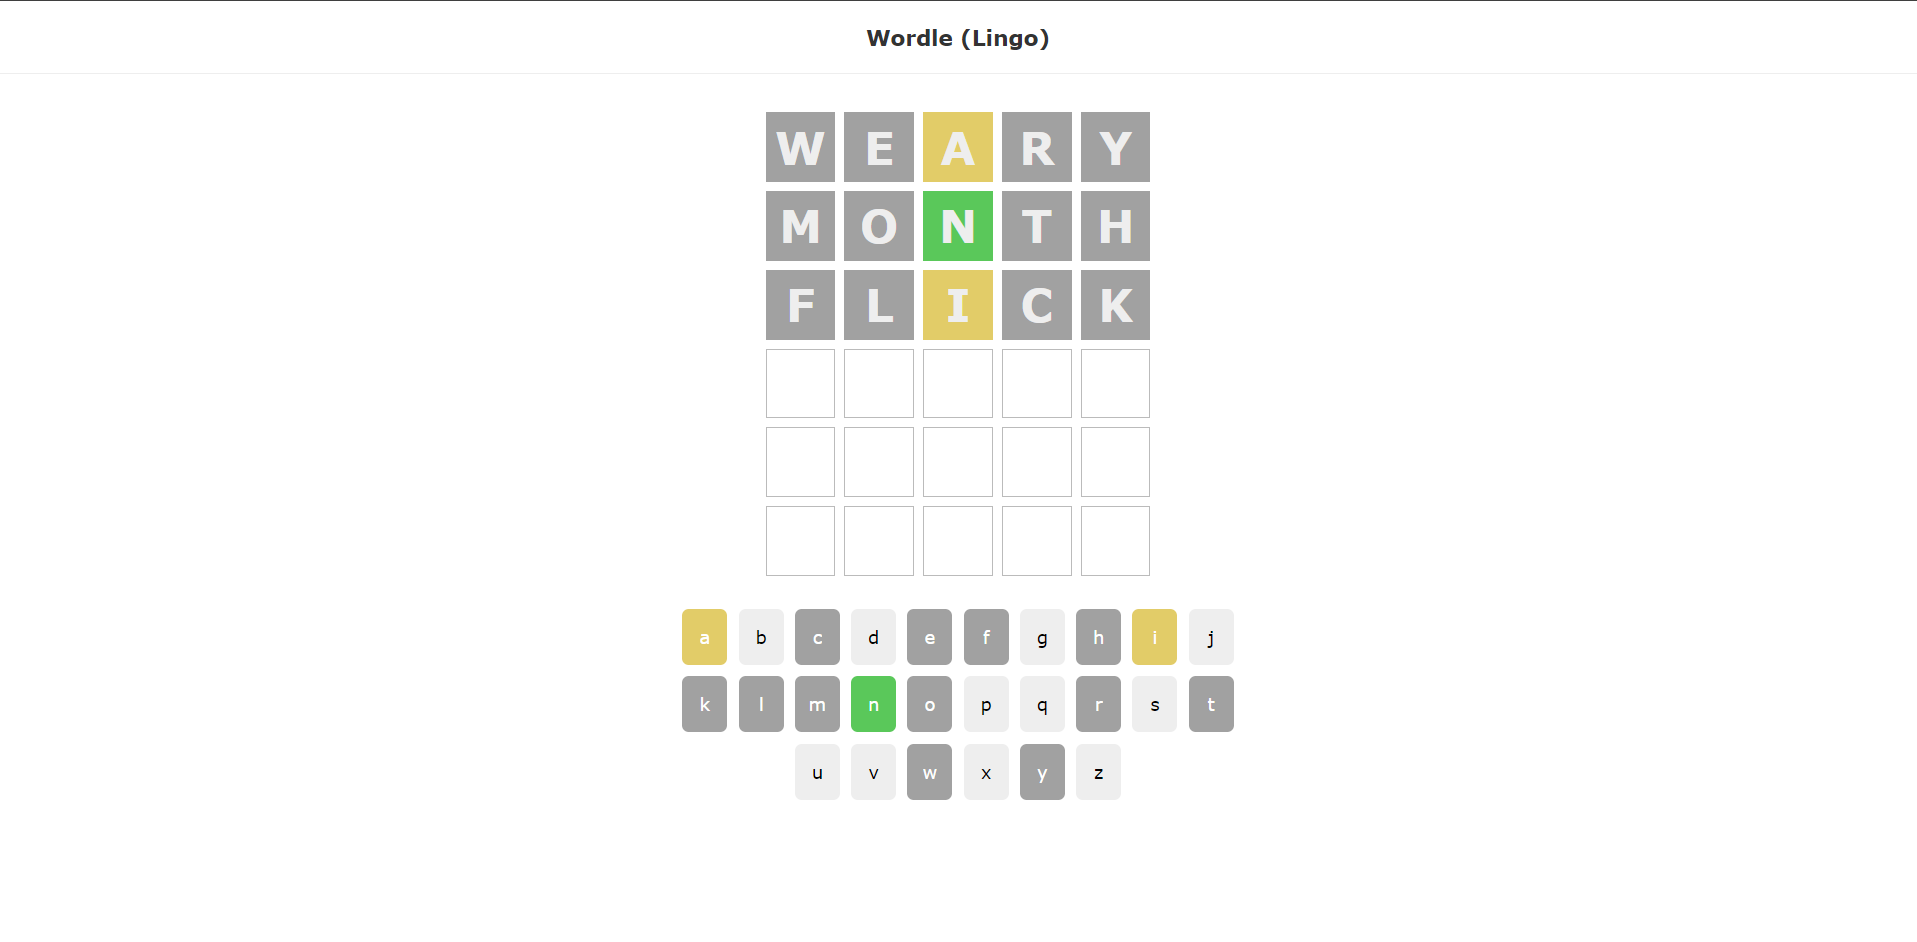 Wordle (Lingo)
W E A R Y
M O N T H
F L I C K
a b c d e f g h i j
k l m n o p q r s t
u v w x y z